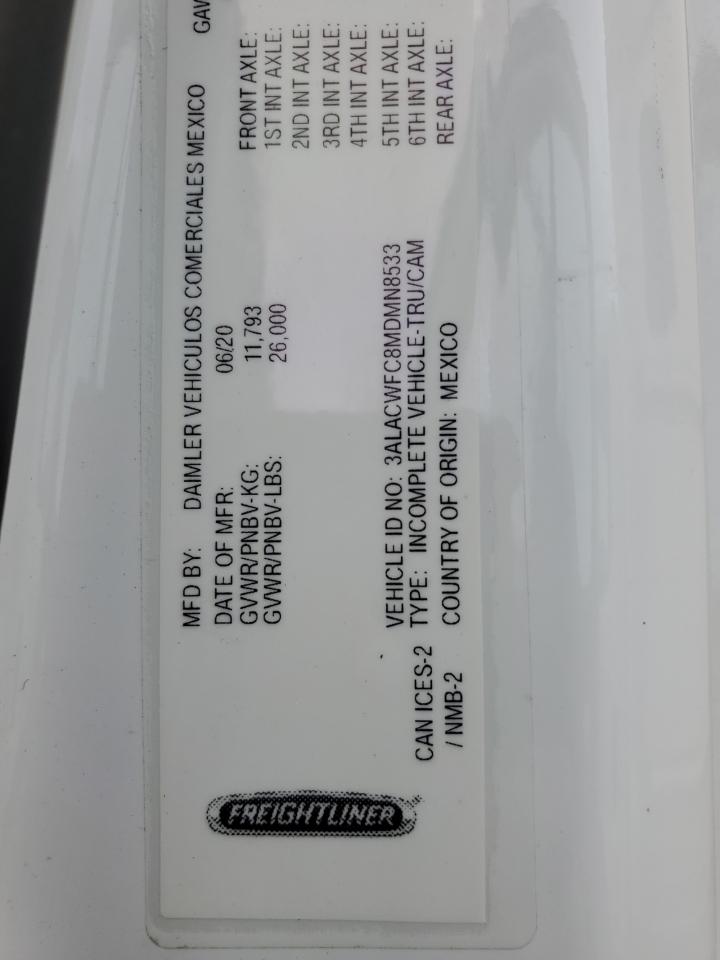 MFD BY: DAIMLER VEHICULOS COMERCIALES MEXICO
DATE OF MFR: 06/20
GVWR/PNBV-KG: 11,793
GVWR/PNBV-LBS: 26,000
FRONT AXLE:
1ST INT AXLE:
2ND INT AXLE:
3RD INT AXLE:
4TH INT AXLE:
5TH INT AXLE:
6TH INT AXLE:
REAR AXLE:
VEHICLE ID NO: 3ALACWFC8MDMN8533
TYPE: INCOMPLETE VEHICLE-TRU/CAM
COUNTRY OF ORIGIN: MEXICO
CAN ICES-2
/ NMB-2
FREIGHTLINER